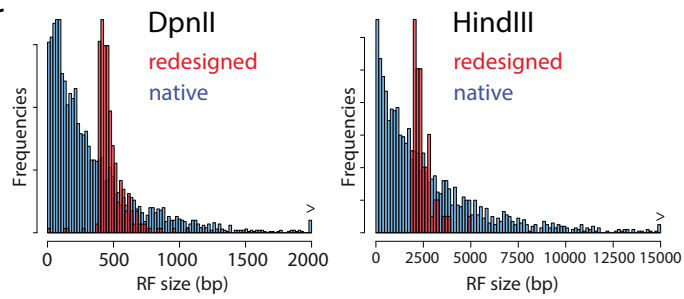 DpnII
redesigned
native
Frequencies
>
0 500 1000 1500 2000
RF size (bp)
HindIII
redesigned
native
Frequencies
>
0 2500 5000 7500 10000 12500 15000
RF size (bp)